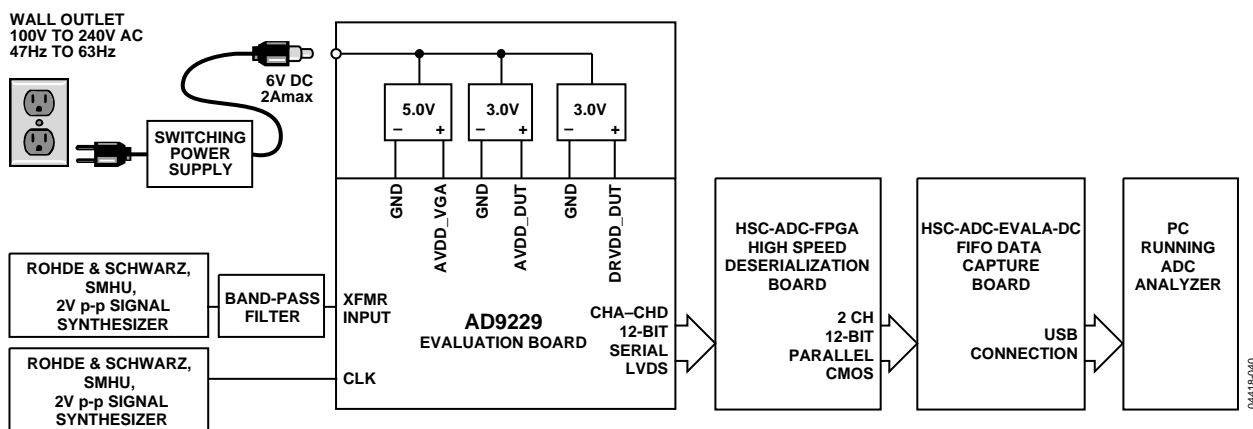 WALL OUTLET
100V TO 240V AC
47Hz TO 63Hz
6V DC
2Amax
SWITCHING
POWER
SUPPLY
5.0V
– +
3.0V
– +
3.0V
– +
GND
AVDD_VGA
GND
AVDD_DUT
GND
DRVDD_DUT
ROHDE & SCHWARZ,
SMHU,
2V p-p SIGNAL
SYNTHESIZER
BAND-PASS
FILTER
XFMR
INPUT
ROHDE & SCHWARZ,
SMHU,
2V p-p SIGNAL
SYNTHESIZER
CLK
AD9229
EVALUATION BOARD
CHA–CHD
12-BIT
SERIAL
LVDS
HSC-ADC-FPGA
HIGH SPEED
DESERIALIZATION
BOARD
2 CH
12-BIT
PARALLEL
CMOS
HSC-ADC-EVALA-DC
FIFO DATA
CAPTURE
BOARD
USB
CONNECTION
PC
RUNNING
ADC
ANALYZER
04418-040